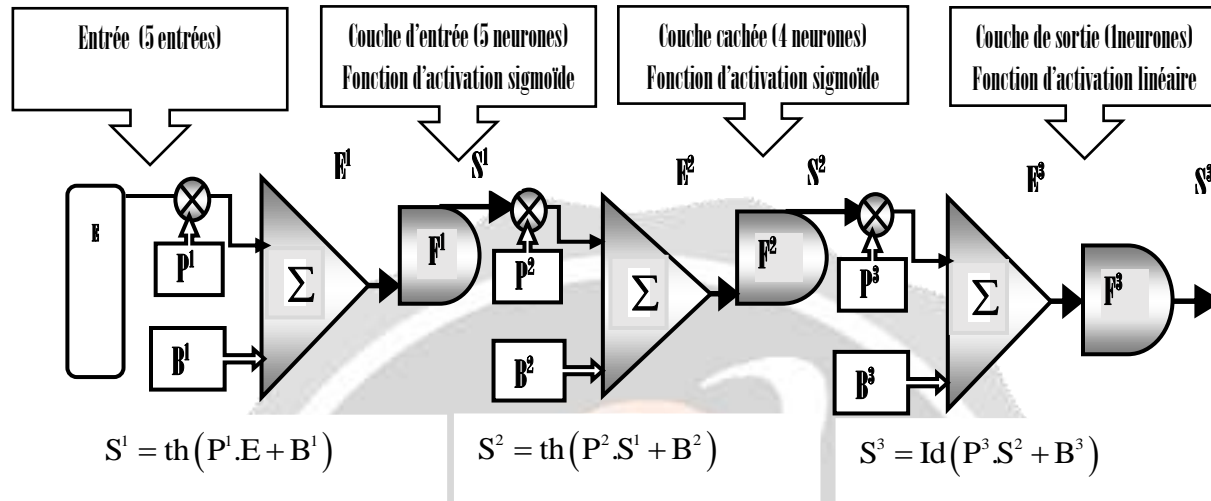 Entrée (5 entrées)
Couche d'entrée (5 neurones)
Fonction d'activation sigmoïde
Couche cachée (4 neurones)
Fonction d'activation sigmoïde
Couche de sortie (1neurones)
Fonction d'activation linéaire
E¹
S¹
E²
S²
E³
S³
E
P¹
B¹
Σ
F¹
P²
B²
Σ
F²
P³
B³
Σ
F³
S¹ = th(P¹.E + B¹)
S² = th(P².S¹ + B²)
S³ = Id(P³.S² + B³)